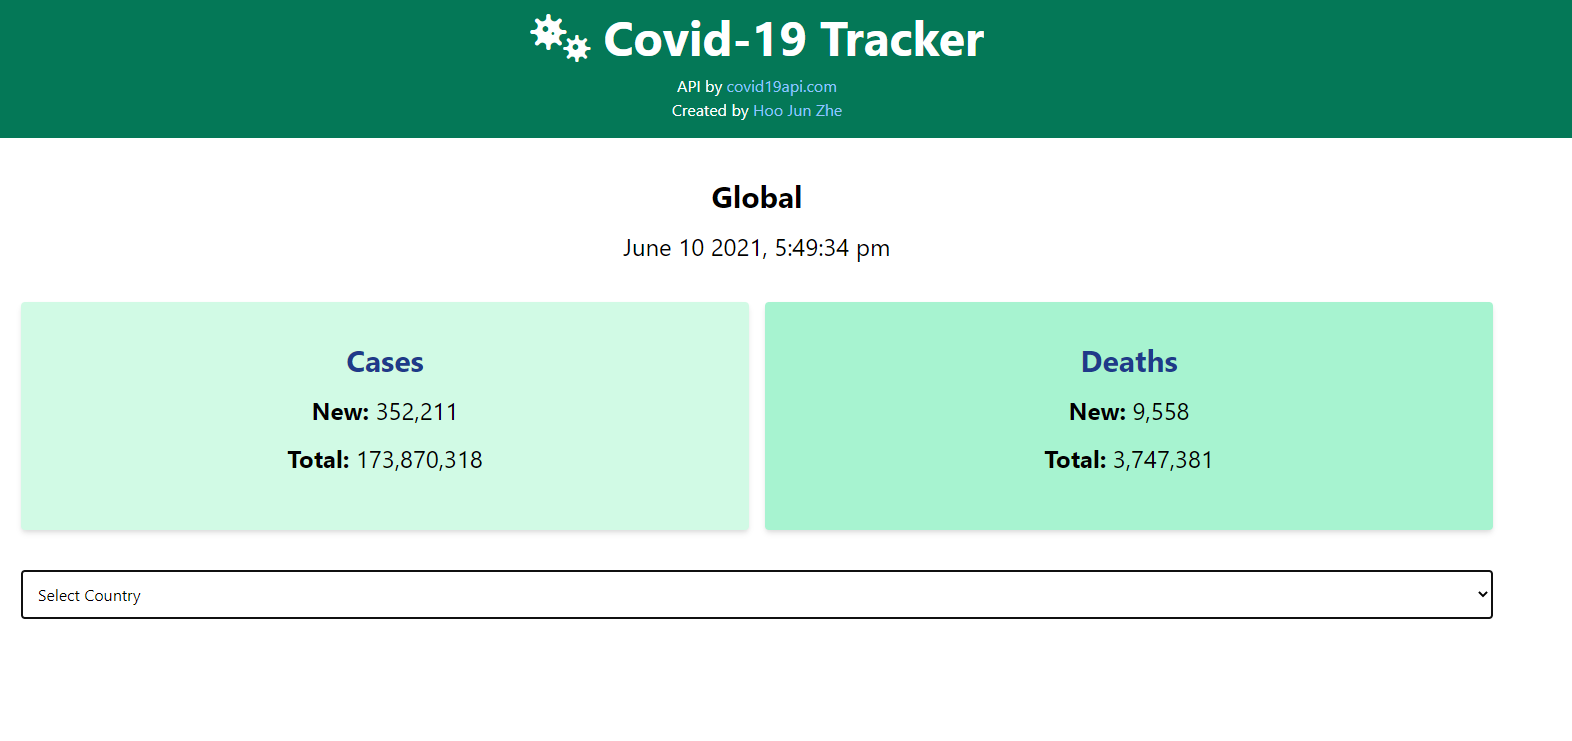 Covid-19 Tracker
API by covid19api.com
Created by Hoo Jun Zhe
Global
June 10 2021, 5:49:34 pm
Cases
New: 352,211
Total: 173,870,318
Deaths
New: 9,558
Total: 3,747,381
Select Country